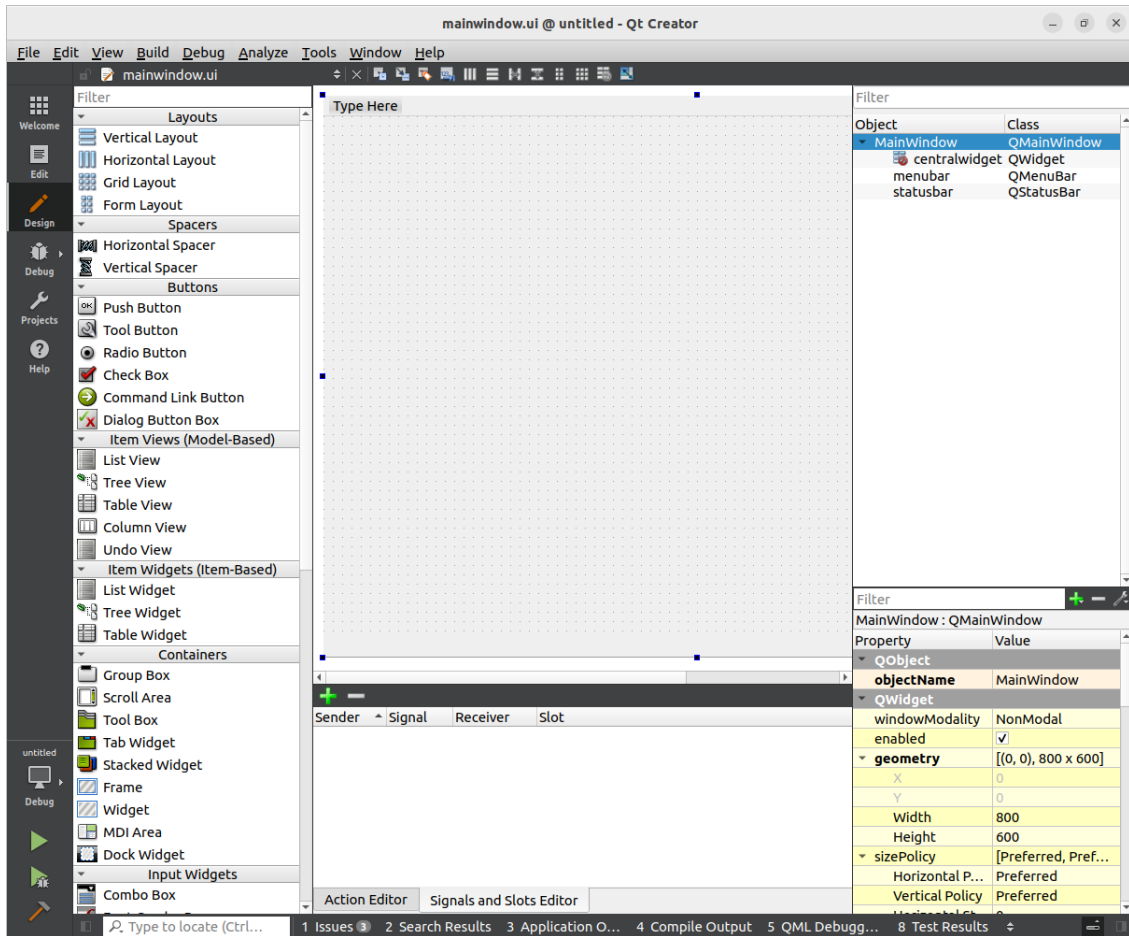 mainwindow.ui @ untitled - Qt Creator
File Edit View Build Debug Analyze Tools Window Help
mainwindow.ui
Welcome
Edit
Design
Debug
Projects
Help
untitled
Debug
Filter
Layouts
Vertical Layout
Horizontal Layout
Grid Layout
Form Layout
Spacers
Horizontal Spacer
Vertical Spacer
Buttons
OK Push Button
Tool Button
Radio Button
Check Box
Command Link Button
Dialog Button Box
Item Views (Model-Based)
List View
Tree View
Table View
Column View
Undo View
Item Widgets (Item-Based)
List Widget
Tree Widget
Table Widget
Containers
Group Box
Scroll Area
Tool Box
Tab Widget
Stacked Widget
Frame
Widget
MDI Area
Dock Widget
Input Widgets
Combo Box
Type Here
Sender Signal Receiver Slot
Action Editor Signals and Slots Editor
Filter
Object Class
MainWindow QMainWindow
centralwidget QWidget
menubar QMenuBar
statusbar QStatusBar
Filter
MainWindow : QMainWindow
Property Value
QObject
objectName MainWindow
QWidget
windowModality NonModal
enabled
geometry [(0, 0), 800 x 600]
X 0
Y 0
Width 800
Height 600
sizePolicy [Preferred, Pref...
Horizontal P... Preferred
Vertical Policy Preferred
Type to locate (Ctrl... 1 Issues 3 2 Search Results 3 Application O... 4 Compile Output 5 QML Debugg... 8 Test Results